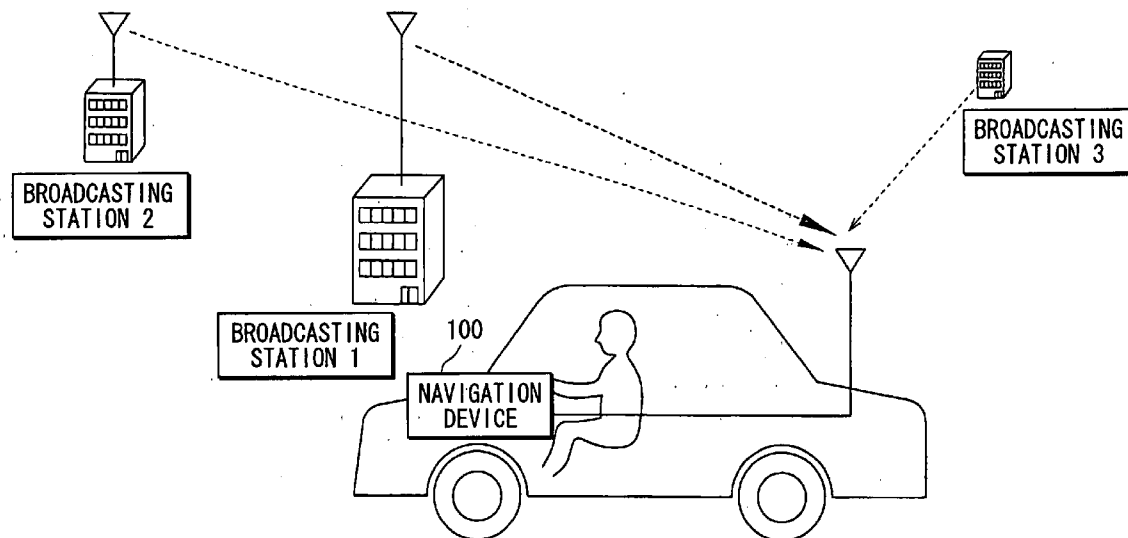 BROADCASTING
STATION 2
BROADCASTING
STATION 1
BROADCASTING
STATION 3
100
NAVIGATION
DEVICE